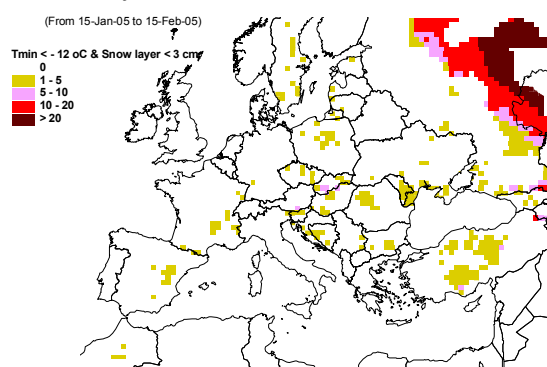 (From 15-Jan-05 to 15-Feb-05)
Tmin < - 12 oC & Snow layer < 3 cm
0
1 - 5
5 - 10
10 - 20
> 20